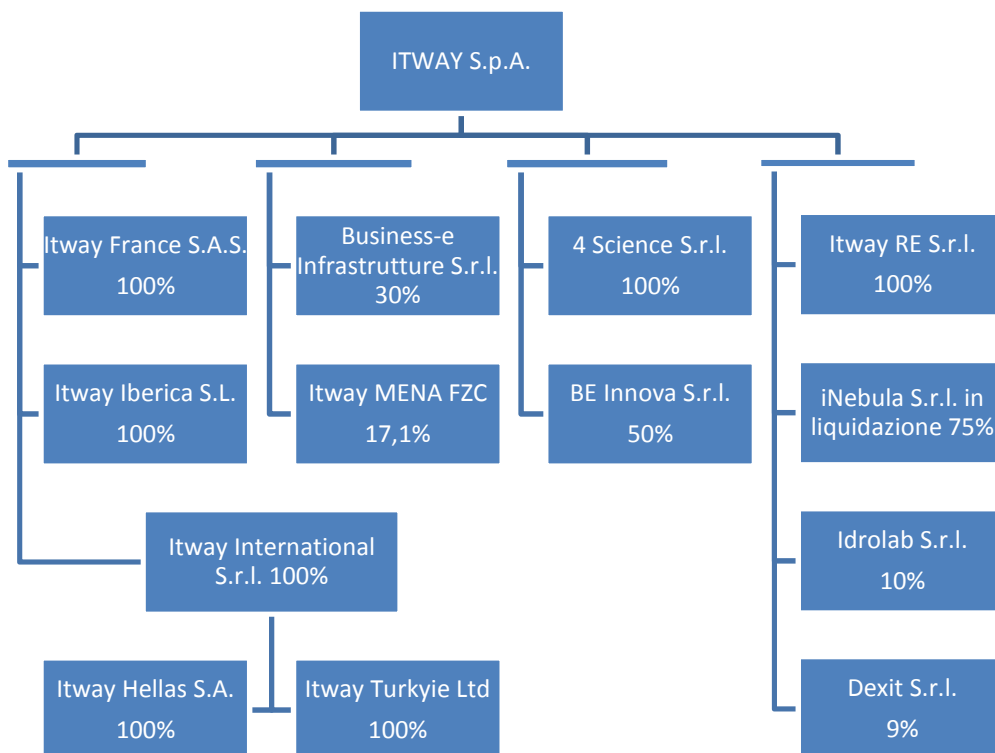 ITWAY S.p.A.
Itway France S.A.S.
100%
Business-e
Infrastrutture S.r.l.
30%
4 Science S.r.l.
100%
Itway RE S.r.l.
100%
Itway Iberica S.L.
100%
Itway MENA FZC
17,1%
BE Innova S.r.l.
50%
iNebula S.r.l. in
liquidazione 75%
Itway International
S.r.l. 100%
Idrolab S.r.l.
10%
Itway Hellas S.A.
100%
Itway Turkyie Ltd
100%
Dexit S.r.l.
9%